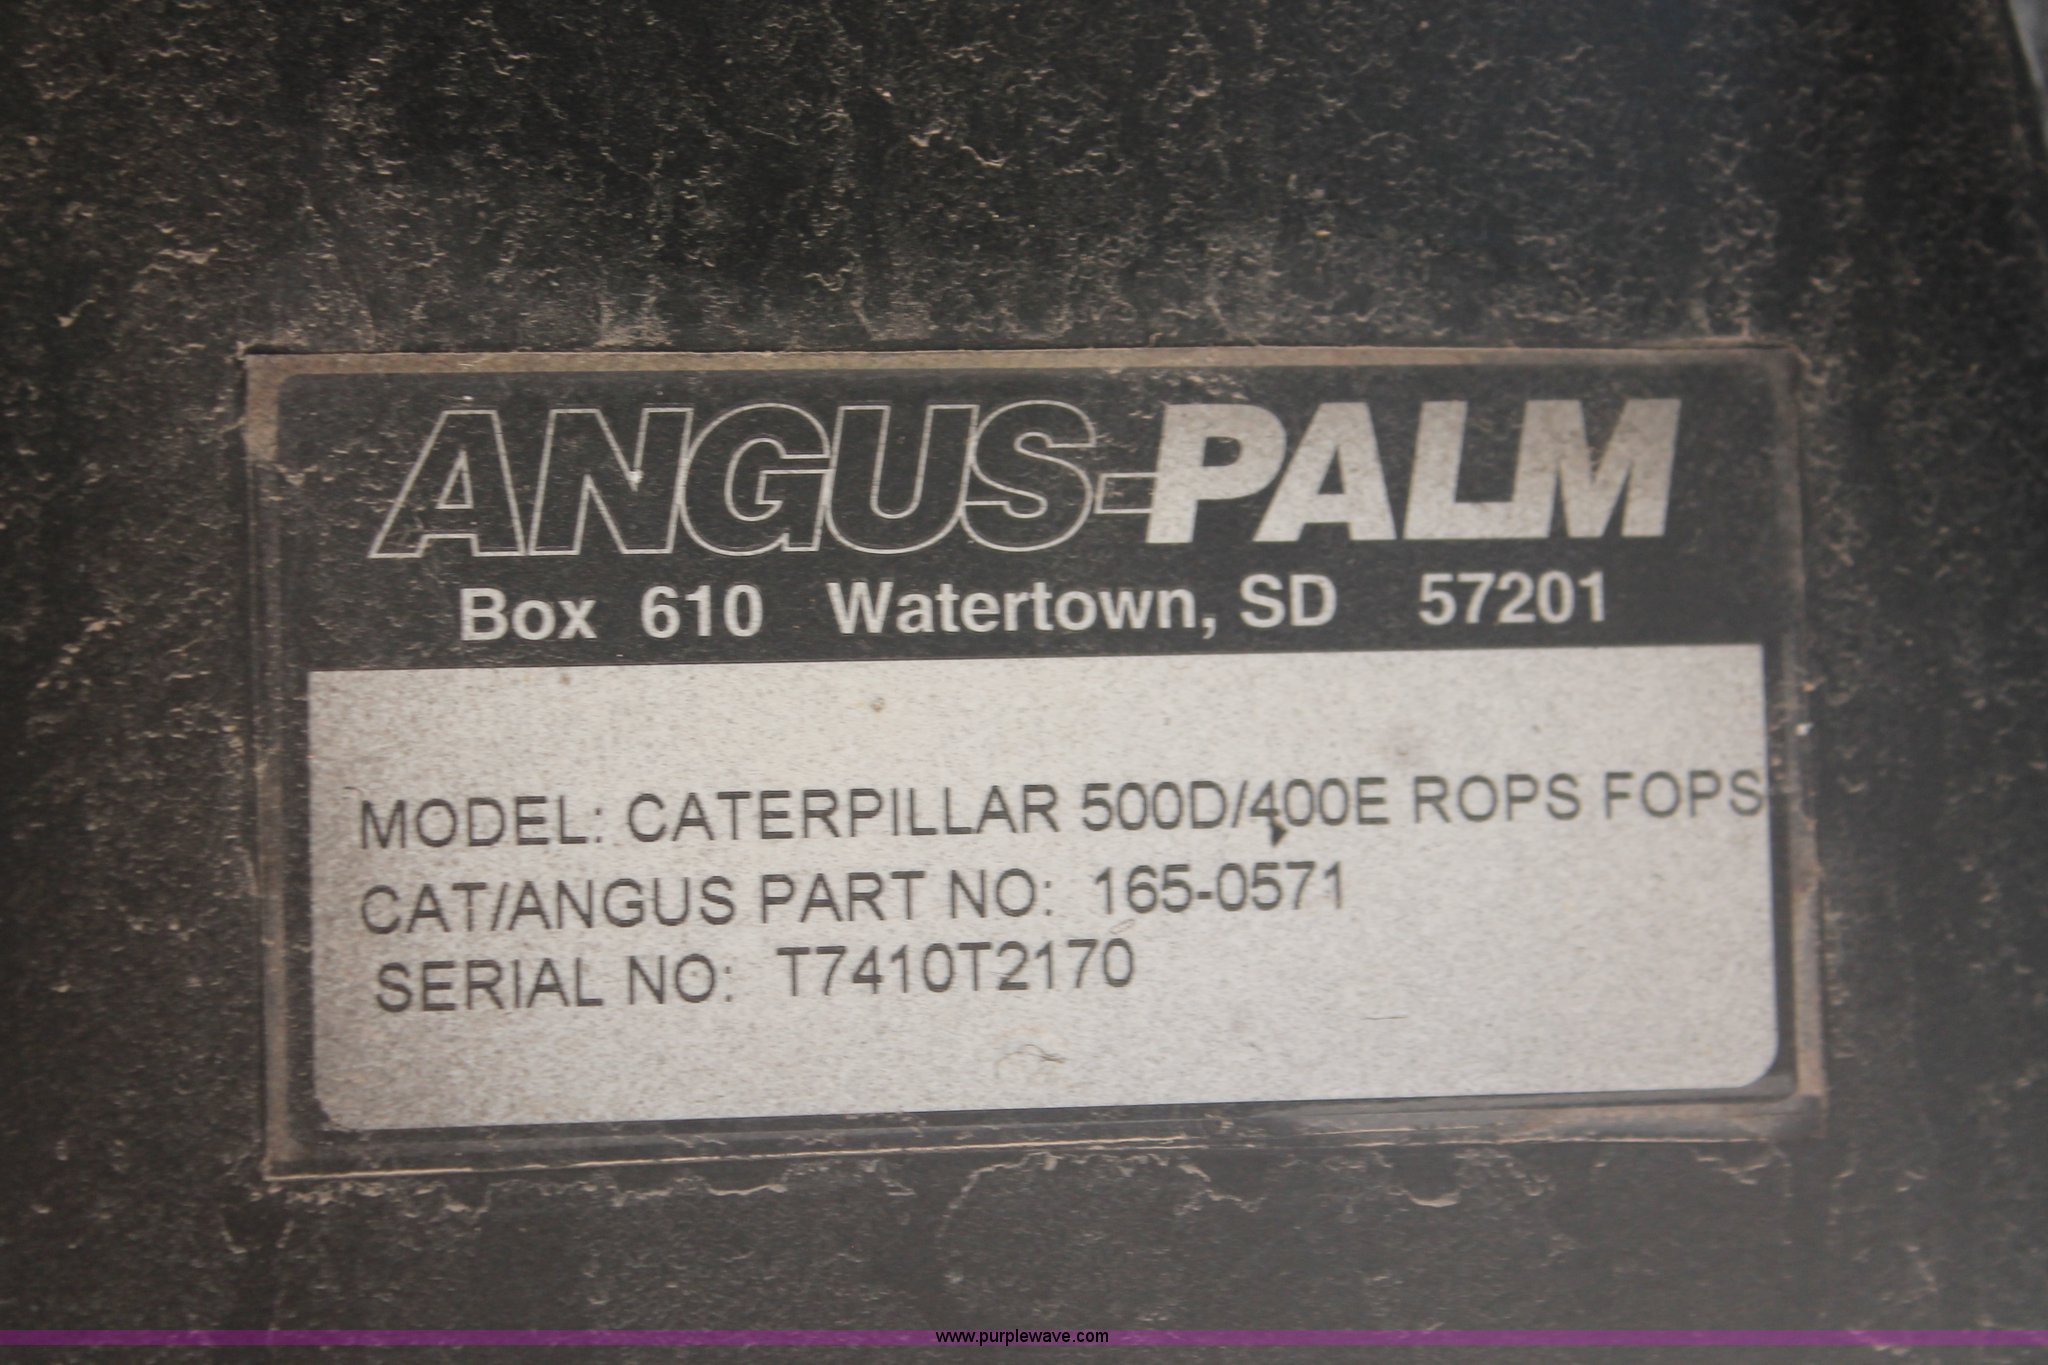 ANGUS-PALM
Box 610 Watertown, SD 57201
MODEL: CATERPILLAR 500D/400E ROPS FOPS
CAT/ANGUS PART NO: 165-0571
SERIAL NO: T7410T2170
www.purplewave.com